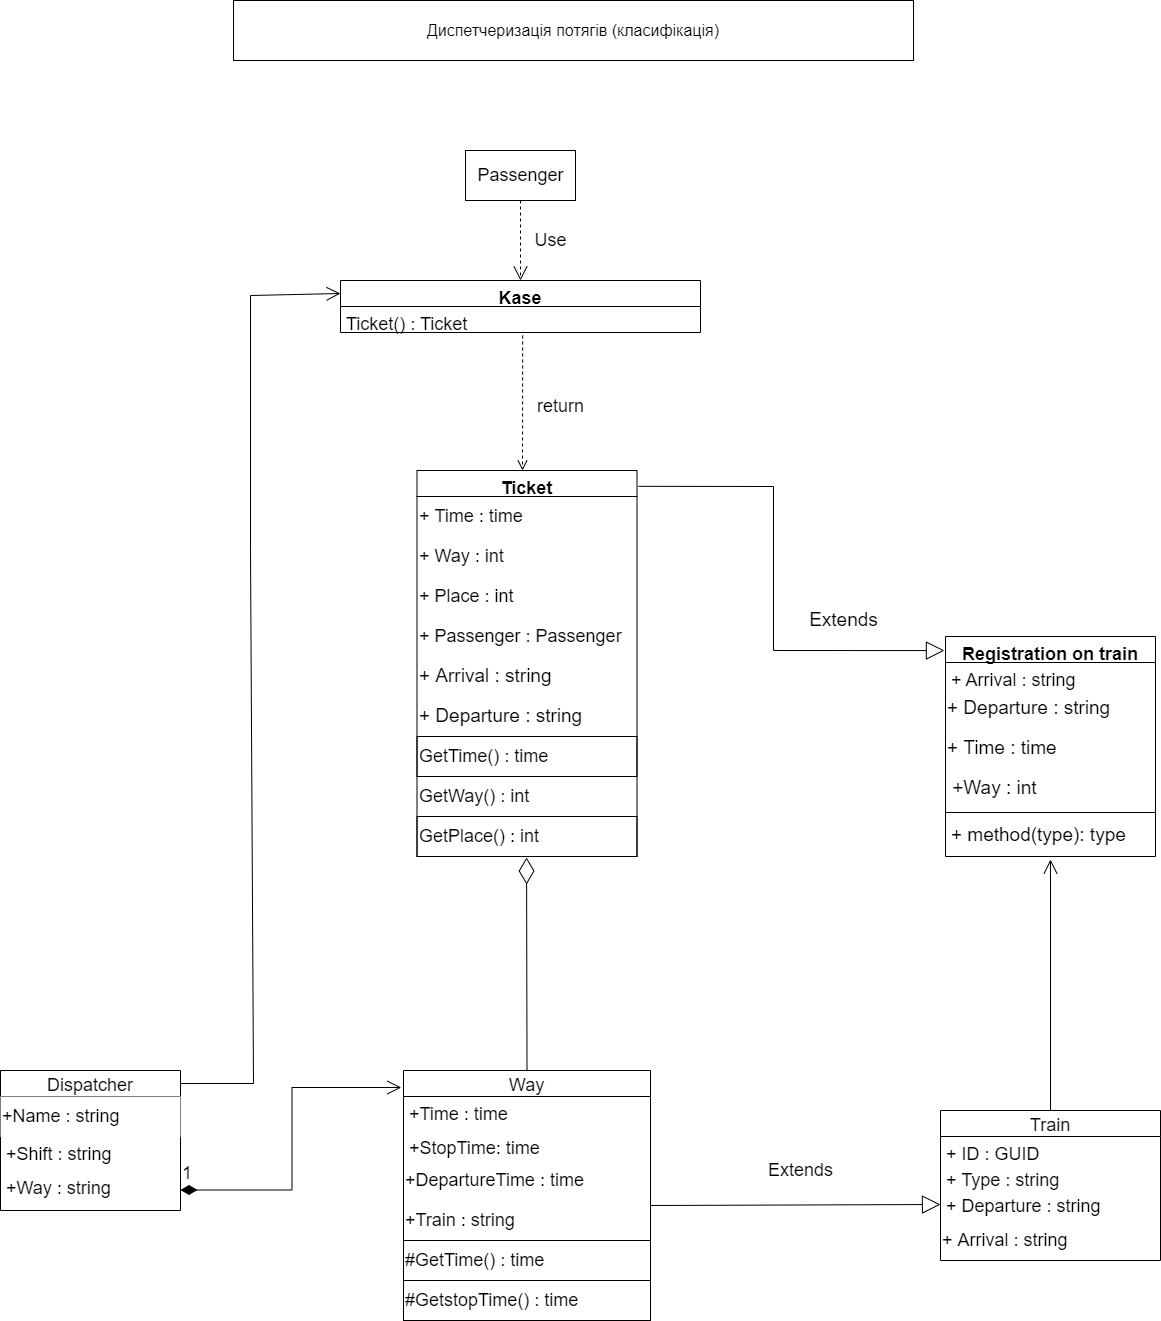 Диспетчеризація потягів (класифікація)
Passenger
Use
Kase
Ticket() : Ticket
return
Ticket
+ Time : time
+ Way : int
+ Place : int
+ Passenger : Passenger
+ Arrival : string
+ Departure : string
GetTime() : time
GetWay() : int
GetPlace() : int
Extends
Registration on train
+ Arrival : string
+ Departure : string
+ Time : time
+Way : int
+ method(type): type
Dispatcher
+Name : string
+Shift : string
+Way : string
1
Way
+Time : time
+StopTime: time
+DepartureTime : time
+Train : string
#GetTime() : time
#GetstopTime() : time
Extends
Train
+ ID : GUID
+ Type : string
+ Departure : string
+ Arrival : string